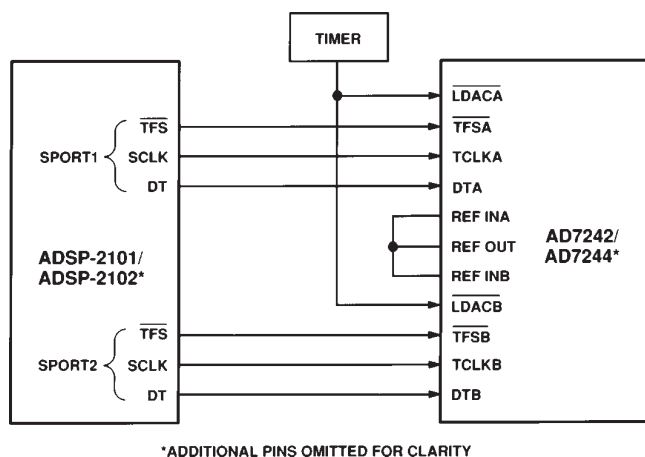 TIMER
LDACA
TFS
TFSA
SPORT1
SCLK
TCLKA
DT
DTA
REF INA
ADSP-2101/
ADSP-2102*
REF OUT
AD7242/
AD7244*
REF INB
LDACB
TFS
TFSB
SPORT2
SCLK
TCLKB
DT
DTB
*ADDITIONAL PINS OMITTED FOR CLARITY